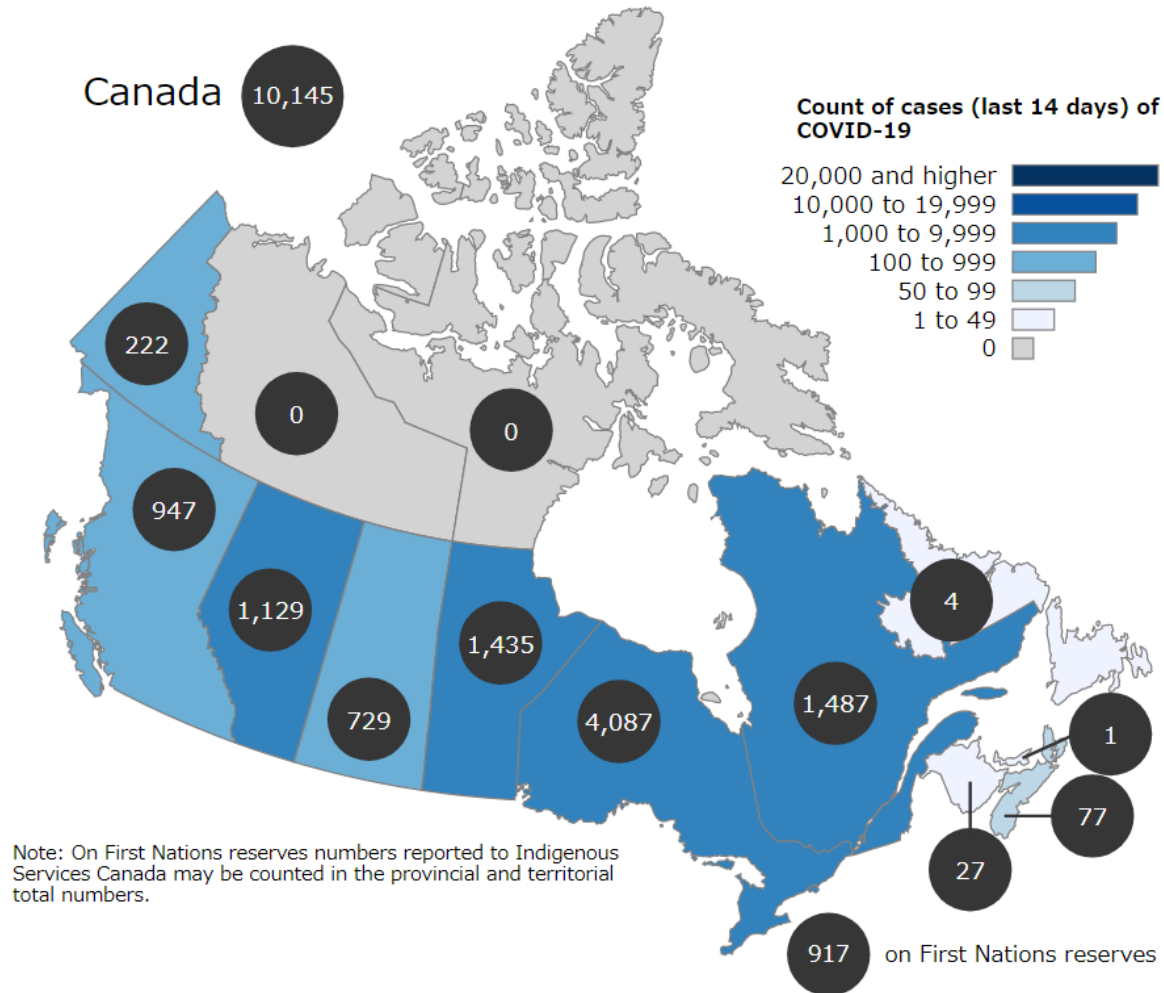 Canada 10,145
Count of cases (last 14 days) of
COVID-19
20,000 and higher
10,000 to 19,999
1,000 to 9,999
100 to 999
50 to 99
1 to 49
0
222
0
0
947
1,129
729
1,435
4,087
1,487
4
1
77
27
Note: On First Nations reserves numbers reported to Indigenous
Services Canada may be counted in the provincial and territorial
total numbers.
917 on First Nations reserves